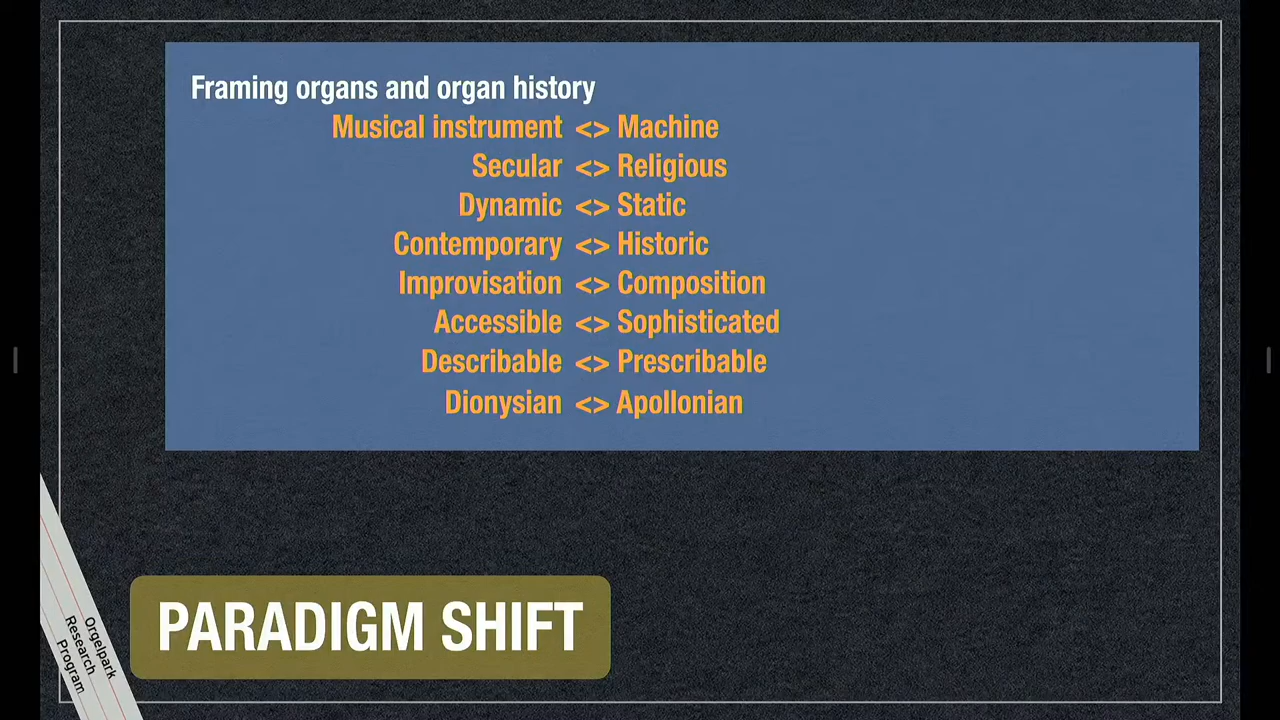 Framing organs and organ history
Musical instrument <> Machine
Secular <> Religious
Dynamic <> Static
Contemporary <> Historic
Improvisation <> Composition
Accessible <> Sophisticated
Describable <> Prescribable
Dionysian <> Apollonian
PARADIGM SHIFT
Orgelpark
Research
Program